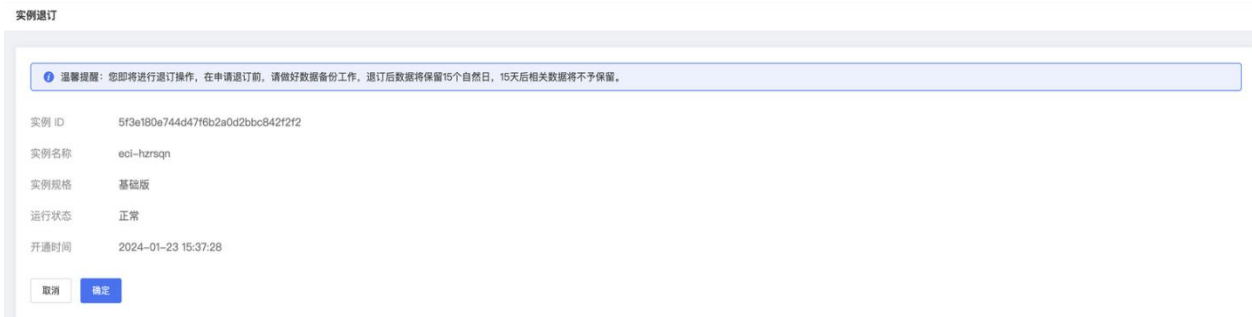 实例退订
温馨提醒：您即将进行退订操作，在申请退订前，请做好数据备份工作，退订后数据将保留15个自然日，15天后相关数据将不予保留。
实例 ID 5f3e180e744d47f6b2a0d2bbc842f2f2
实例名称 eci-hzrsqn
实例规格 基础版
运行状态 正常
开通时间 2024-01-23 15:37:28
取消 确定